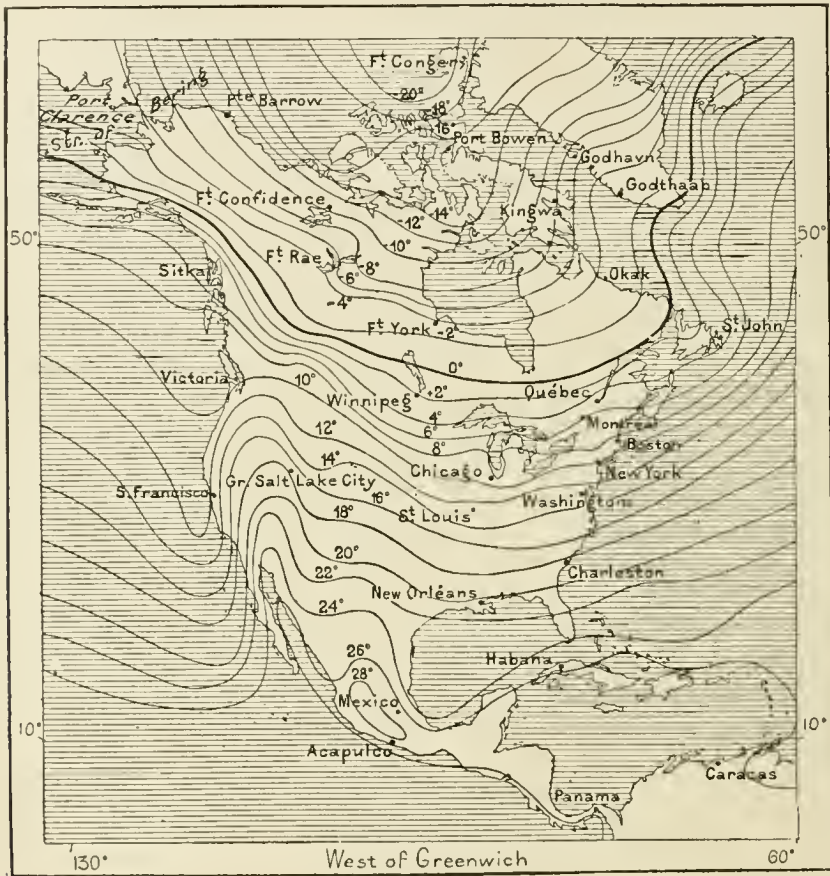 Ft. Conger
-20°
-18°
16°
Bering
Pte Barrow
Port
Clarence
Str. of
Port Bowen
Godhavn
Godthaab
Ft. Confidence
-14°
-12°
Kingwa
-10°
50°
50°
Ft. Rae
-8°
6°
-4°
Sitka
Okak
Ft. York
-2°
St. John
0°
Victoria
10°
Winnipeg
+2°
Québec
4°
6°
8°
12°
Montreal
Boston
14°
Chicago
New York
S. Francisco
Gr. Salt Lake City
16°
Washington
18°
St. Louis
20°
22°
Charleston
New Orléans
24°
26°
Habana
28°
Mexico
10°
10°
Acapulco
Caracas
Panama
130°
West of Greenwich
60°